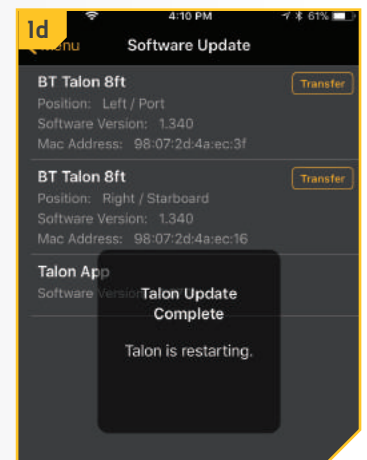 1d
4:10 PM
61%
Menu
Software Update
BT Talon 8ft
Transfer
Position: Left / Port
Software Version: 1.340
Mac Address: 98:07:2d:4a:ec:3f
BT Talon 8ft
Transfer
Position: Right / Starboard
Software Version: 1.340
Mac Address: 98:07:2d:4a:ec:16
Talon App
Software Version
Talon Update
Complete
Talon is restarting.